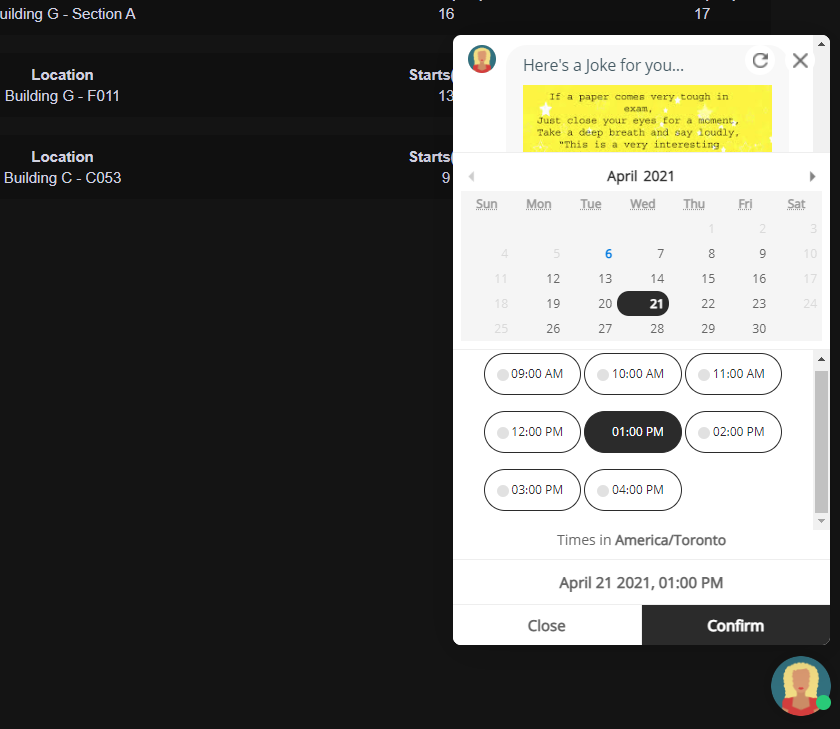 uilding G - Section A 16 17
Location Starts(
Building G - F011 13
Location Starts(
Building C - C053 9
Here's a Joke for you...
If a paper comes very tough in
exam,
Just close your eyes for a moment,
Take a deep breath and say loudly,
“This is a very interesting
April 2021
Sun Mon Tue Wed Thu Fri Sat
1 2 3
4 5 6 7 8 9 10
11 12 13 14 15 16 17
18 19 20 21 22 23 24
25 26 27 28 29 30
09:00 AM 10:00 AM 11:00 AM
12:00 PM 01:00 PM 02:00 PM
03:00 PM 04:00 PM
Times in America/Toronto
April 21 2021, 01:00 PM
Close Confirm